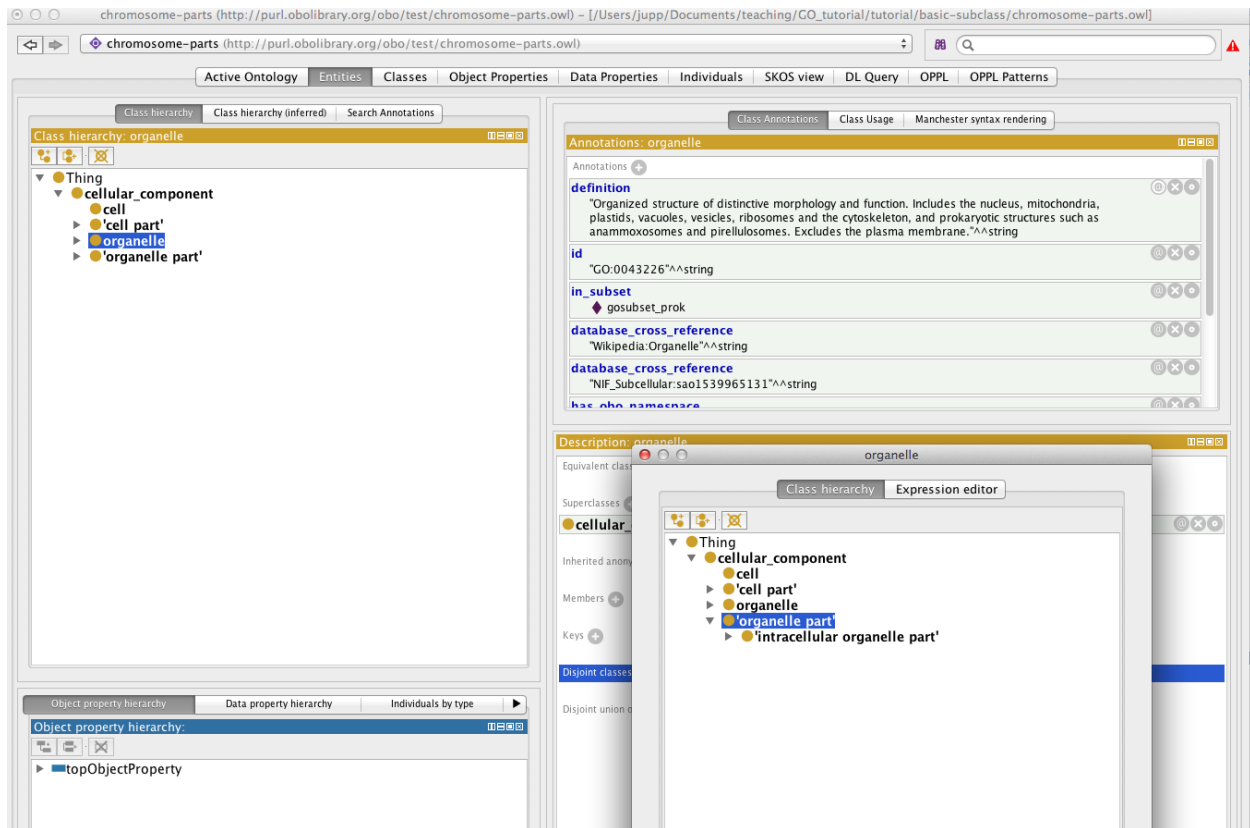 chromosome-parts (http://purl.obolibrary.org/obo/test/chromosome-parts.owl) – [/Users/jupp/Documents/teaching/GO_tutorial/tutorial/basic-subclass/chromosome-parts.owl]
chromosome-parts (http://purl.obolibrary.org/obo/test/chromosome-parts.owl)
Active Ontology Entities Classes Object Properties Data Properties Individuals SKOS view DL Query OPPL OPPL Patterns
Class hierarchy Class hierarchy (inferred) Search Annotations
Class hierarchy: organelle
Thing
cellular_component
cell
'cell part'
organelle
'organelle part'
Object property hierarchy Data property hierarchy Individuals by type
Object property hierarchy:
topObjectProperty
Class Annotations Class Usage Manchester syntax rendering
Annotations: organelle
Annotations
definition
"Organized structure of distinctive morphology and function. Includes the nucleus, mitochondria,
plastids, vacuoles, vesicles, ribosomes and the cytoskeleton, and prokaryotic structures such as
anammoxosomes and pirellulosomes. Excludes the plasma membrane."^^string
id
"GO:0043226"^^string
in_subset
gosubset_prok
database_cross_reference
"Wikipedia:Organelle"^^string
database_cross_reference
"NIF_Subcellular:sao1539965131"^^string
has_obo_namespace
Description: organelle
Equivalent clas
Superclasses
cellular_
Inherited anony
Members
Keys
Disjoint classes
Disjoint union o
organelle
Class hierarchy Expression editor
Thing
cellular_component
cell
'cell part'
organelle
'organelle part'
'intracellular organelle part'